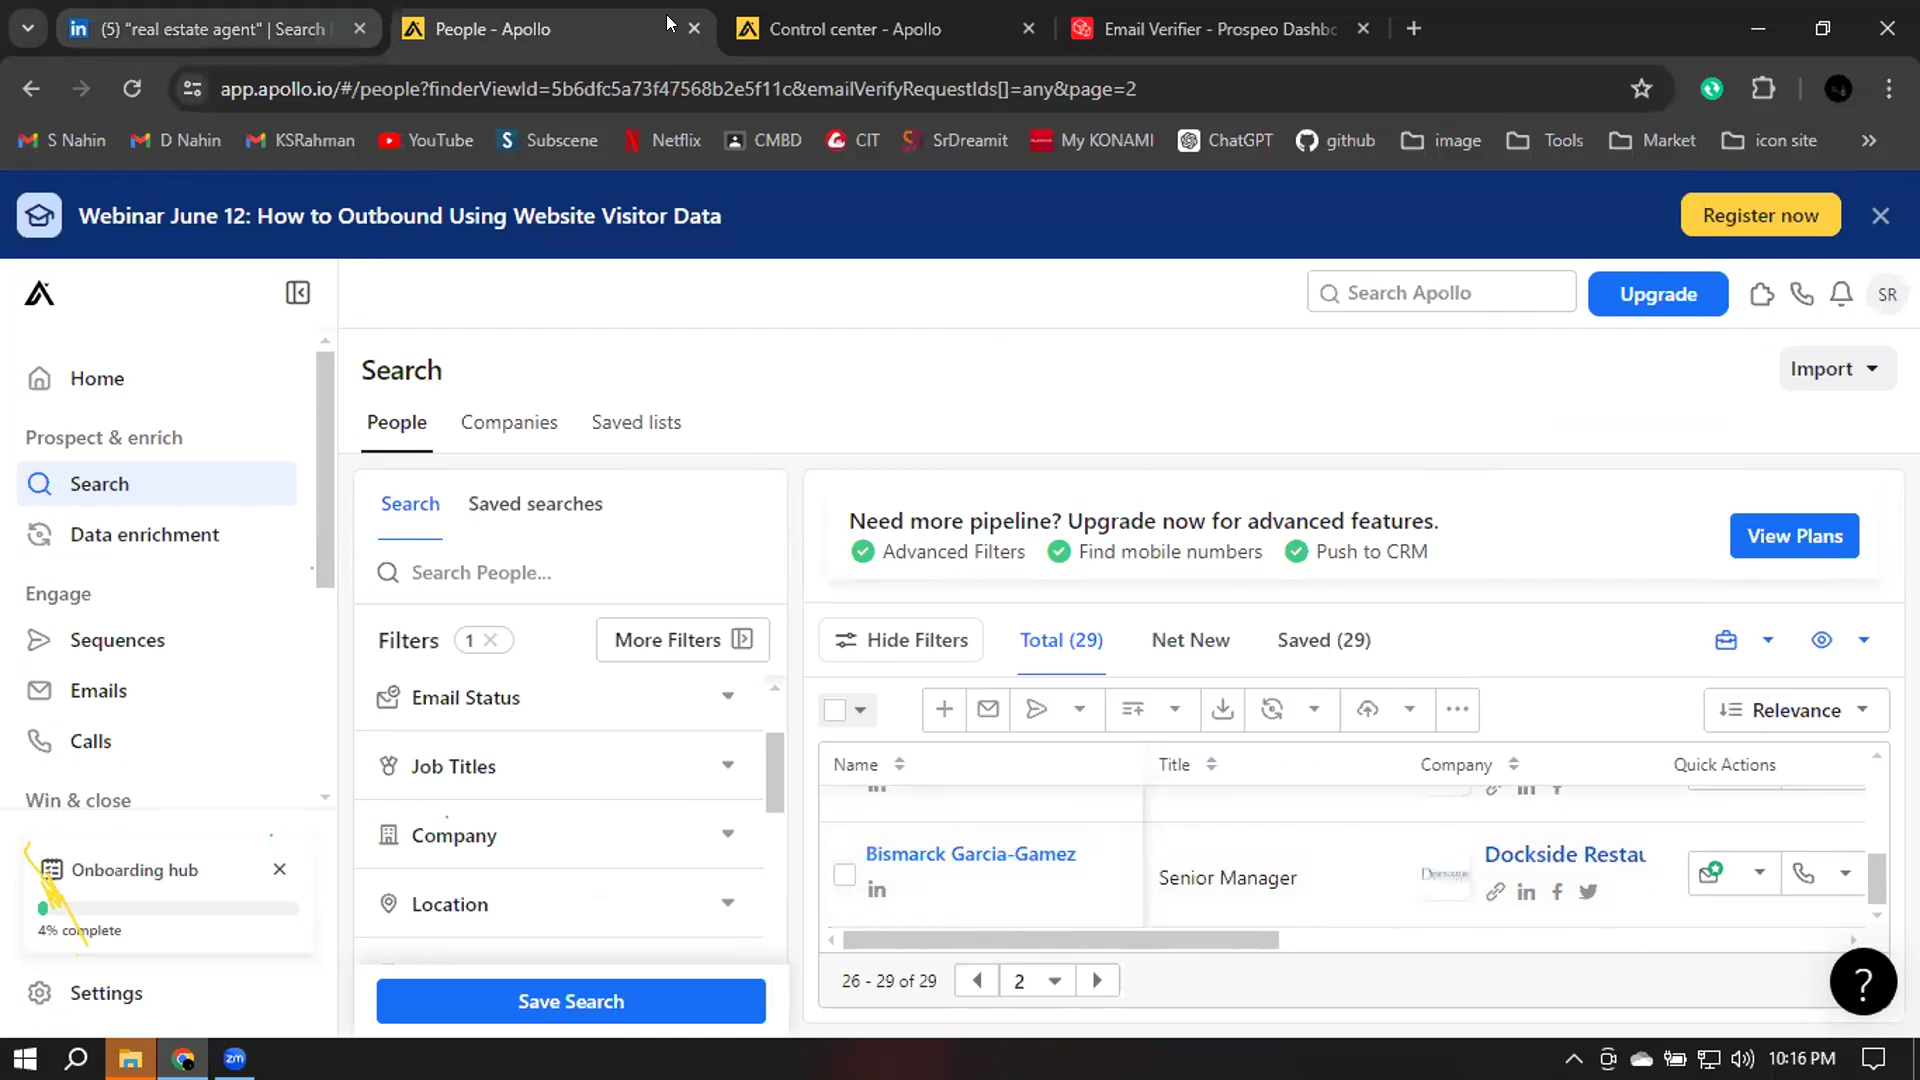 (5) "real estate agent" | Search
People - Apollo
Control center - Apollo
Email Verifier - Prospeo Dashbo
app.apollo.io/#/people?finderViewId=5b6dfc5a73f47568b2e5f11c&emailVerifyRequestIds[]=any&page=2
S Nahin
D Nahin
KSRahman
YouTube
Subscene
Netflix
CMBD
CIT
SrDreamit
My KONAMI
ChatGPT
github
image
Tools
Market
icon site
Webinar June 12: How to Outbound Using Website Visitor Data
Register now
Search Apollo
Upgrade
SR
Home
Prospect & enrich
Search
Data enrichment
Engage
Sequences
Emails
Calls
Win & close
Onboarding hub
4% complete
Settings
Search
Import
People
Companies
Saved lists
Search
Saved searches
Search People...
Filters
1
More Filters
Email Status
Job Titles
Company
Location
Save Search
Need more pipeline? Upgrade now for advanced features.
Advanced Filters
Find mobile numbers
Push to CRM
View Plans
Hide Filters
Total (29)
Net New
Saved (29)
Relevance
Name
Title
Company
Quick Actions
Bismarck Garcia-Gamez
Senior Manager
Dockside Restau
26 - 29 of 29
2
?
zm
10:16 PM